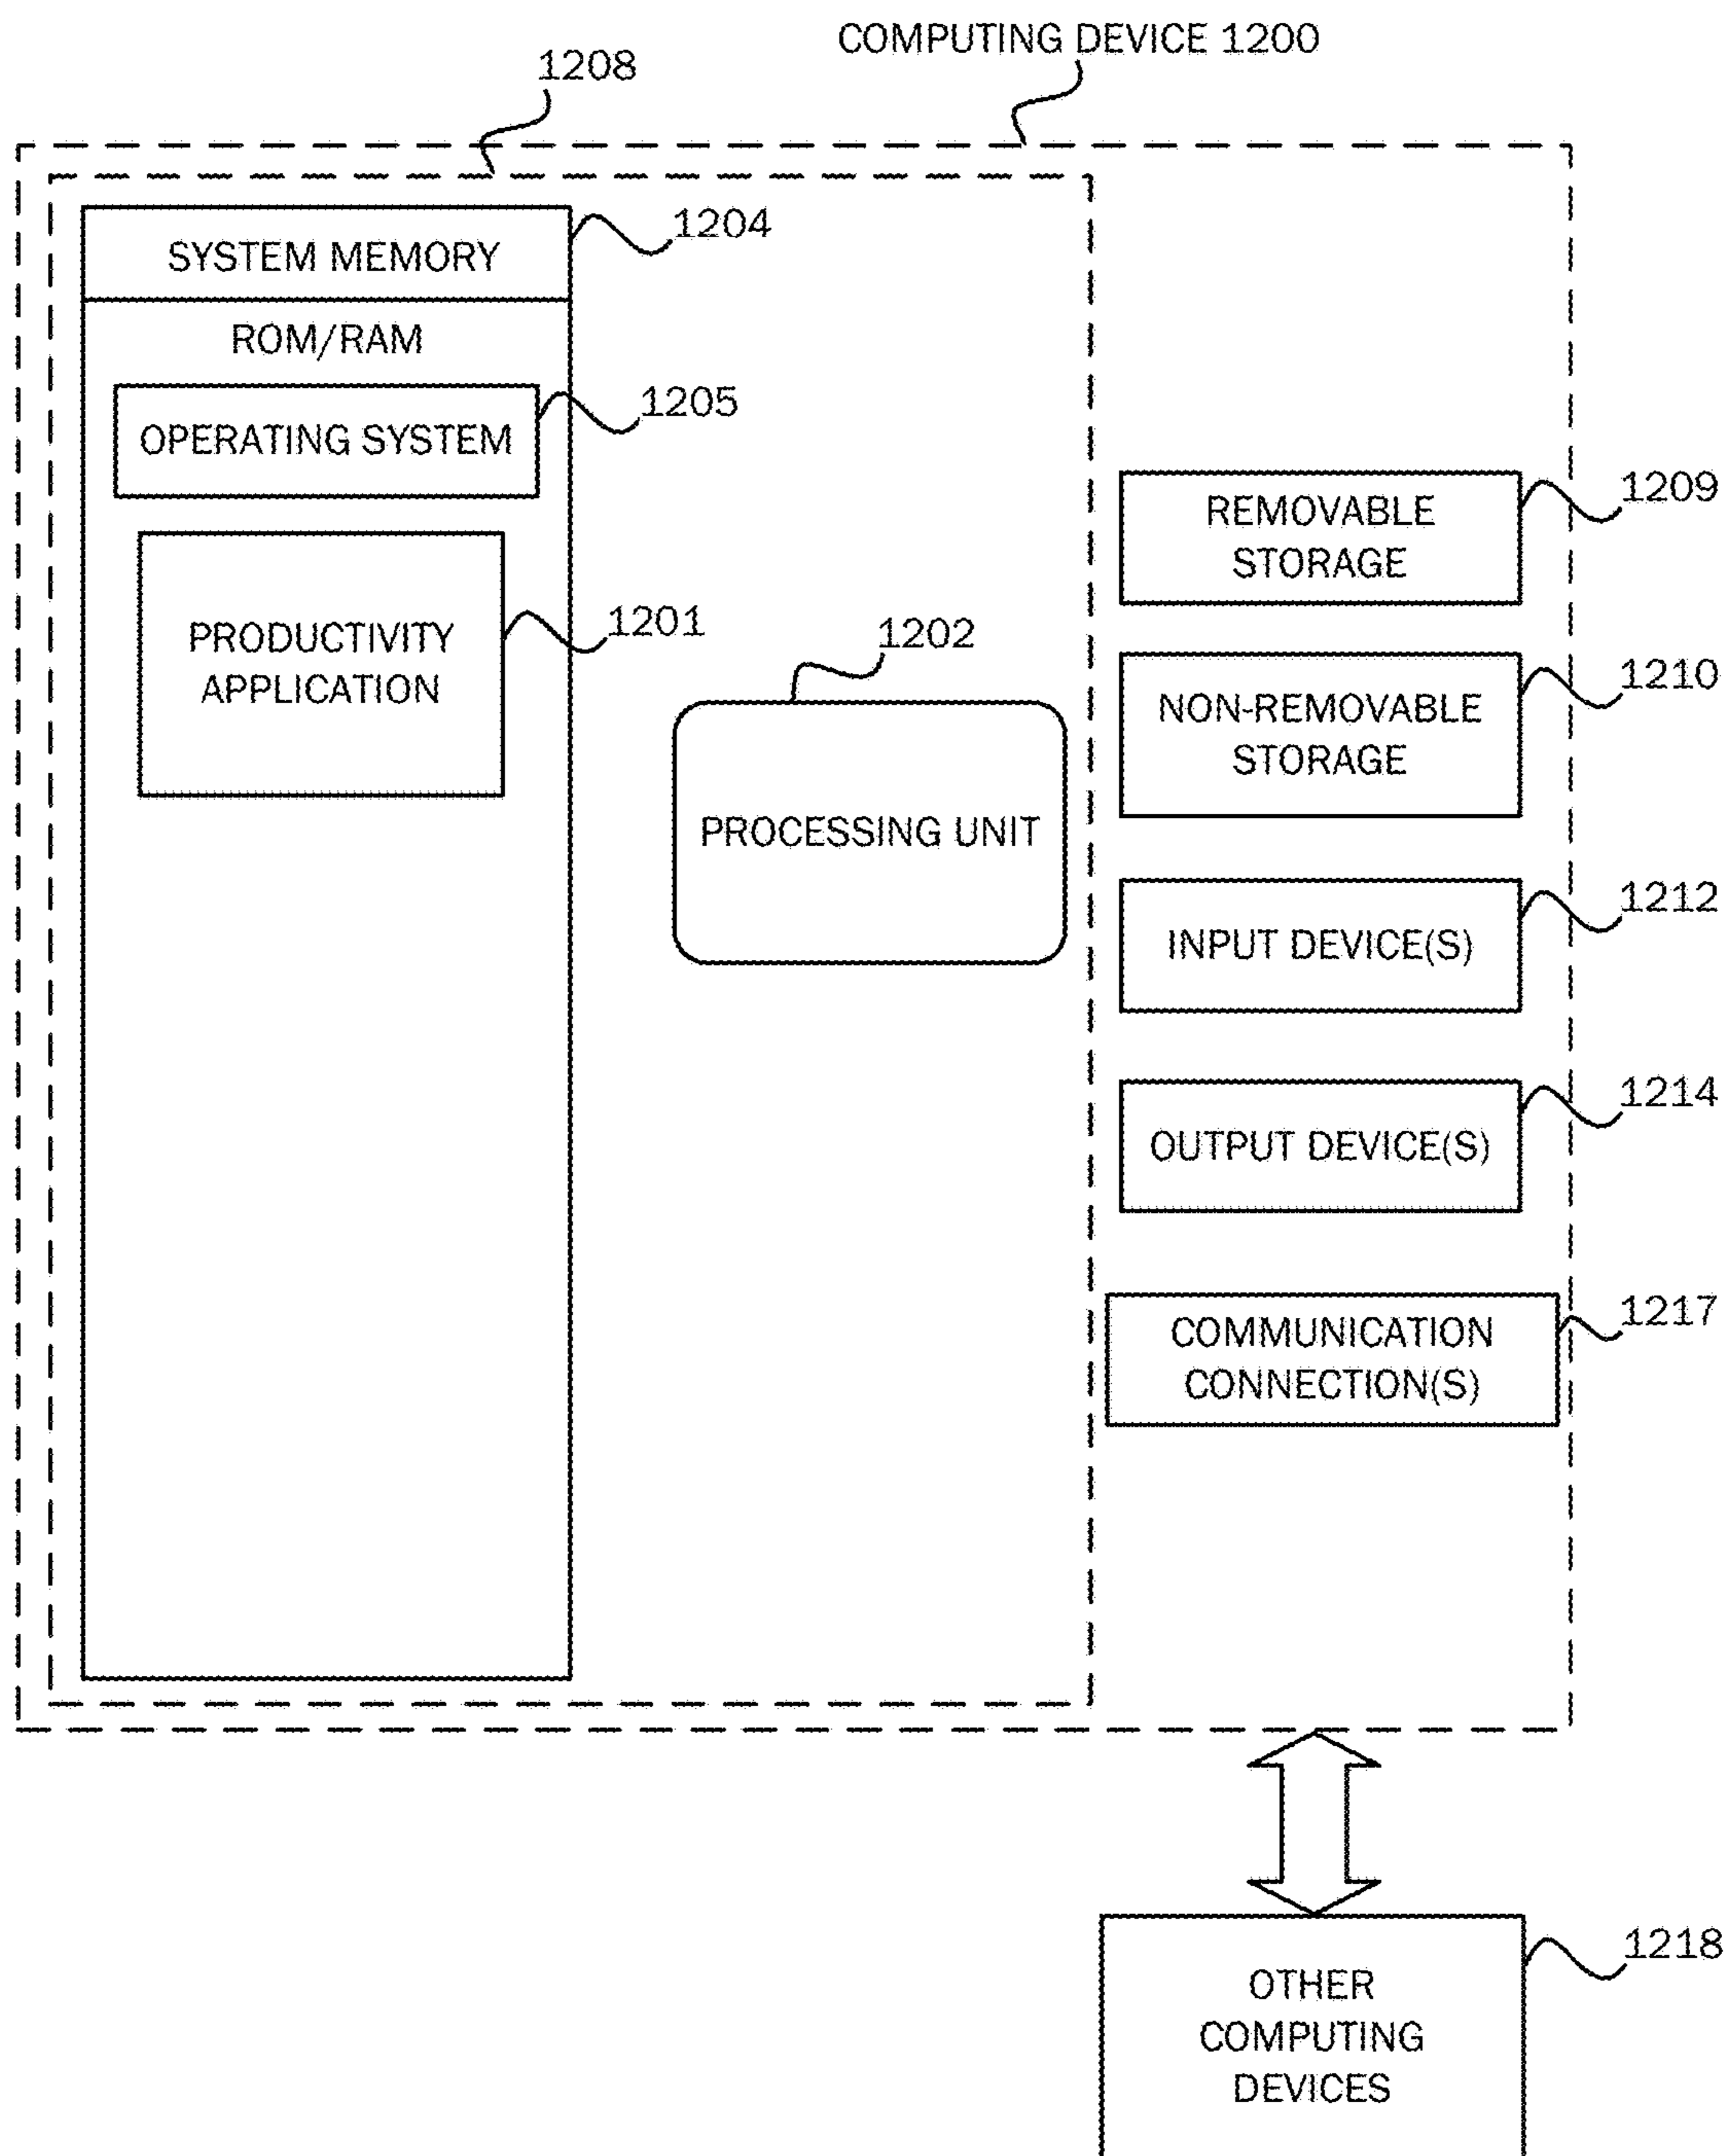 COMPUTING DEVICE 1200
1208
SYSTEM MEMORY
1204
ROM/RAM
OPERATING SYSTEM
1205
PRODUCTIVITY
APPLICATION
1201
1202
PROCESSING UNIT
REMOVABLE
STORAGE
1209
NON-REMOVABLE
STORAGE
1210
INPUT DEVICE(S)
1212
OUTPUT DEVICE(S)
1214
COMMUNICATION
CONNECTION(S)
1217
OTHER
COMPUTING
DEVICES
1218